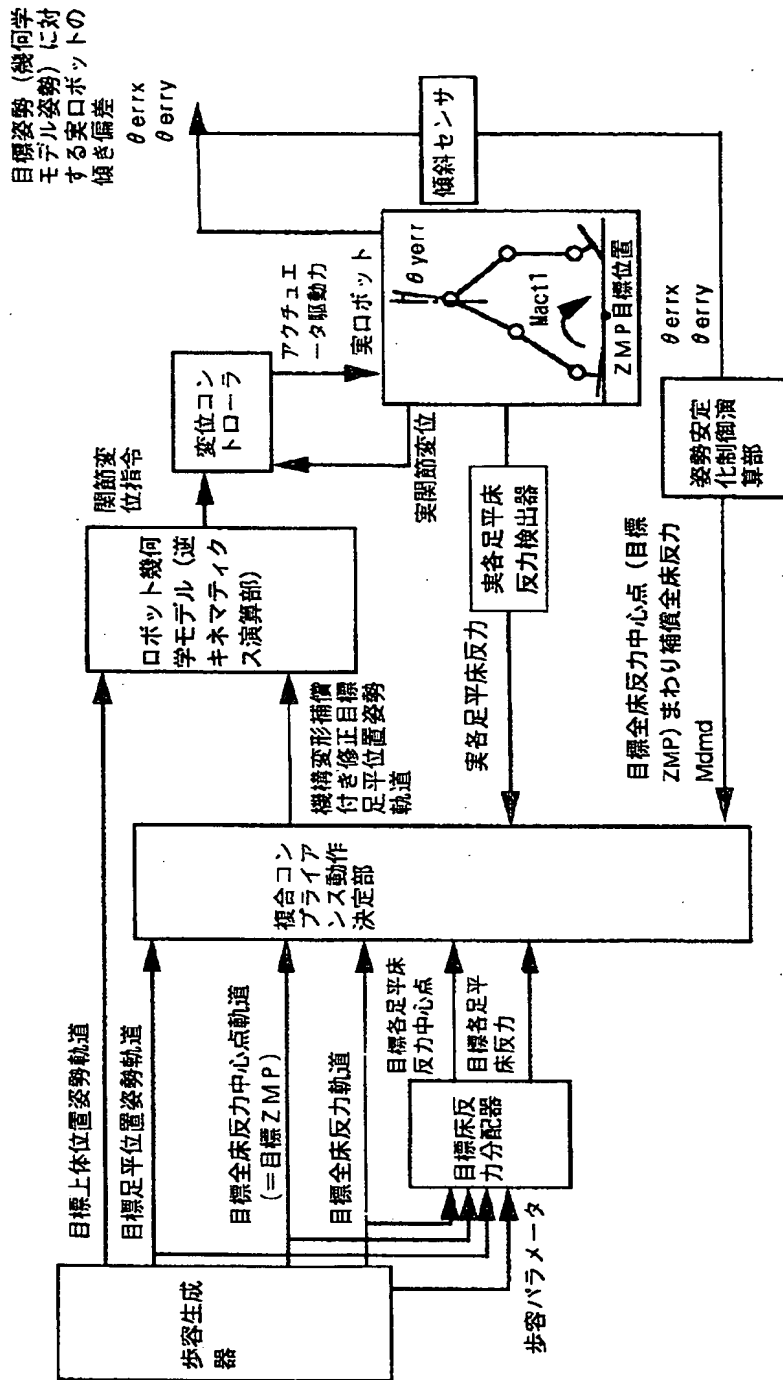 歩容生成
器
目標上体位置姿勢軌道
目標足平位置姿勢軌道
目標全床反力中心点軌道
(=目標ZMP)
目標全床反力軌道
歩容パラメータ
目標床反
力分配器
目標各足平床
反力中心点
目標各足平
床反力
複合コン
プライア
ンス動作
決定部
機構変形補償
付き修正目標
足平位置姿勢
軌道
ロボット幾何
学モデル(逆
キネマティク
ス演算部)
関節変
位指令
変位コン
トローラ
アクチュエ
ータ駆動力
実関節変位
実ロボット
θyerr
Mact1
ZMP目標位置
実各足平床
反力検出器
実各足平床反力
目標姿勢(幾何学
モデル姿勢)に対
する実ロボットの
傾き偏差
θerrx
θerry
傾斜センサ
θerrx
θerry
姿勢安定
化制御演
算部
目標全床反力中心点(目標
ZMP)まわり補償全床反力
Mdmd